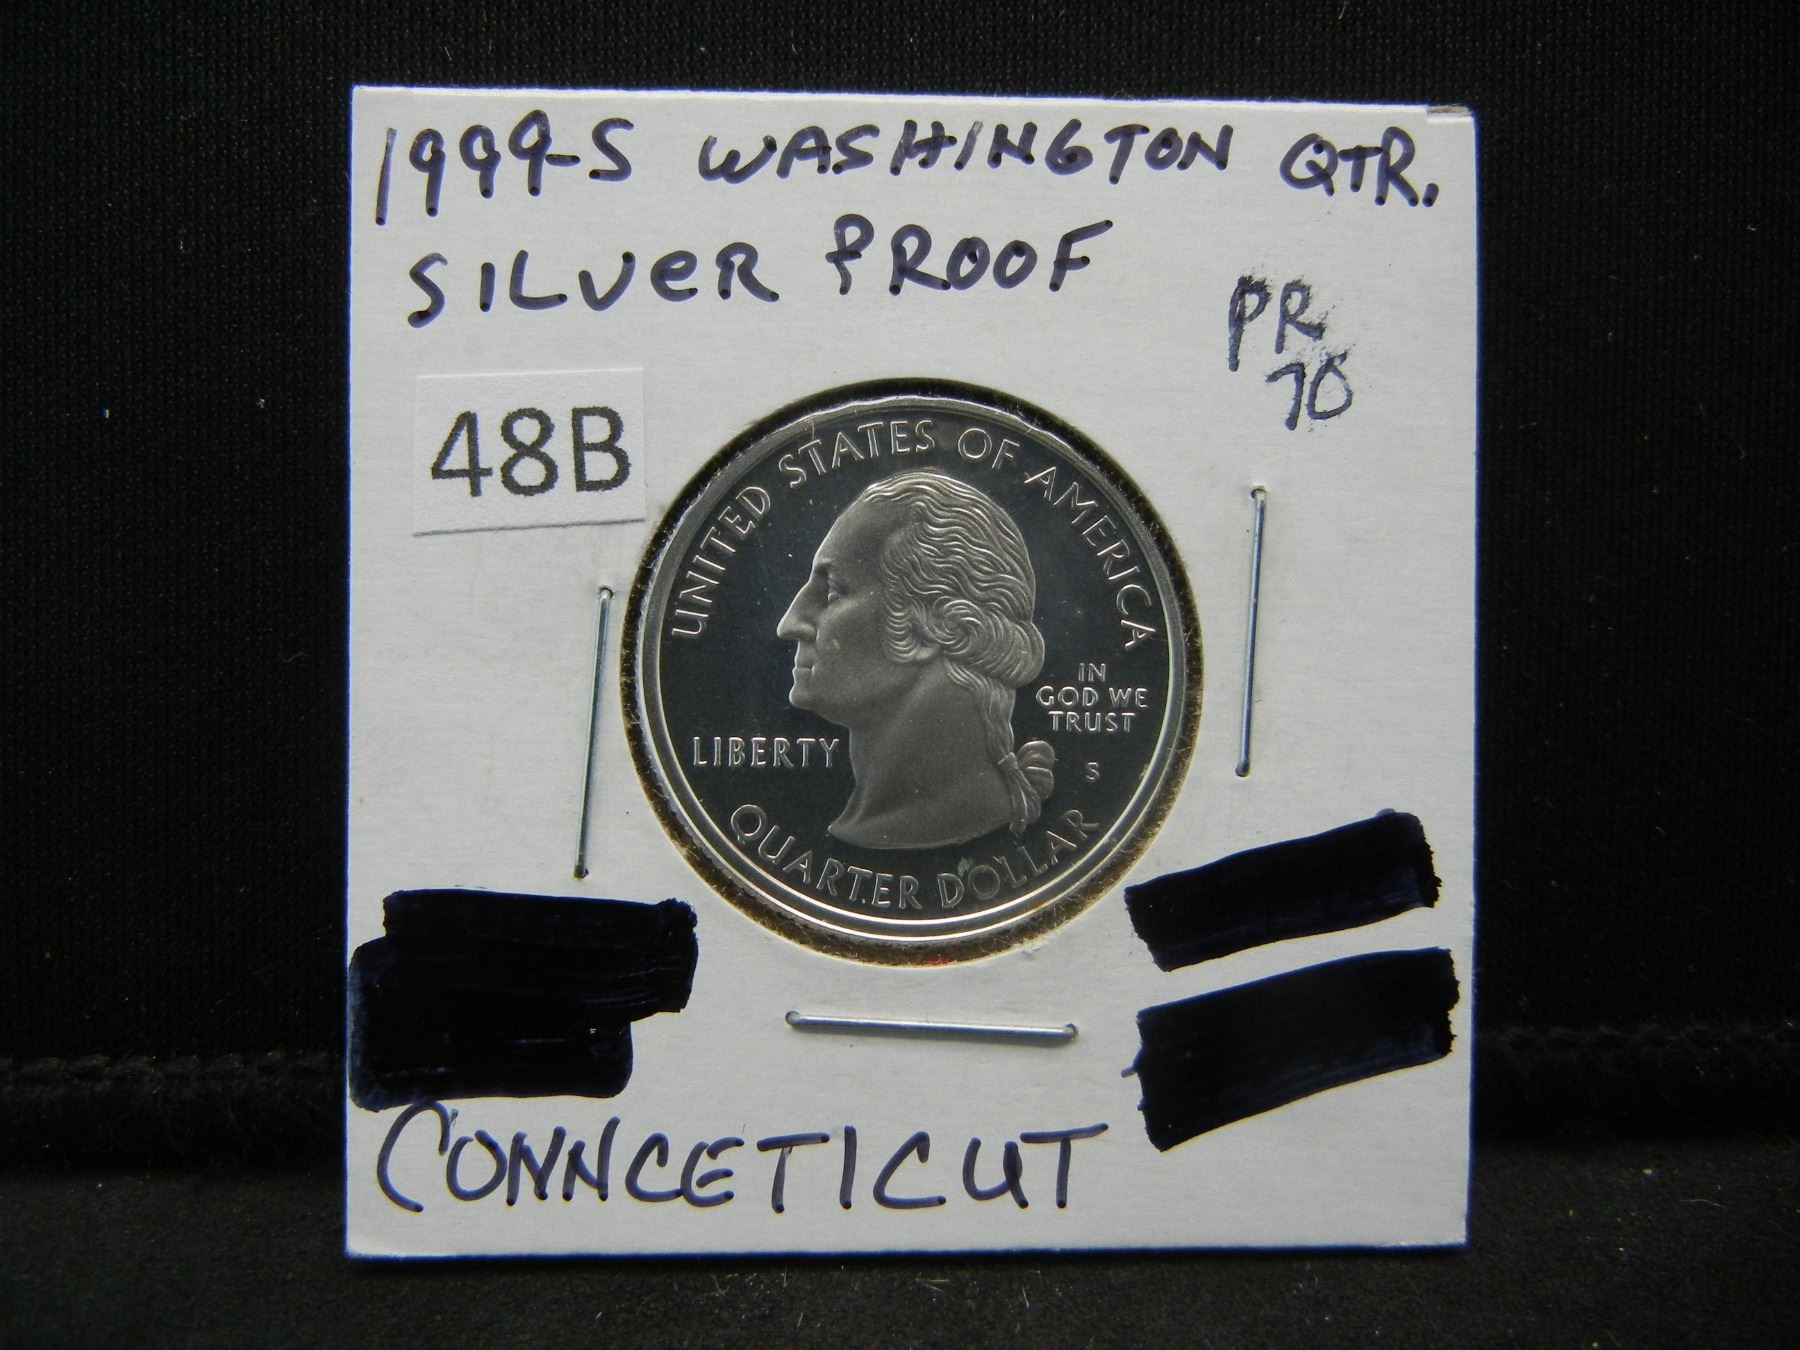 1999-S WASHINGTON QTR.
SILVER PROOF
PR
70
48B
UNITED STATES OF AMERICA
IN
GOD WE
TRUST
LIBERTY
S
QUARTER DOLLAR
CONNCETICUT